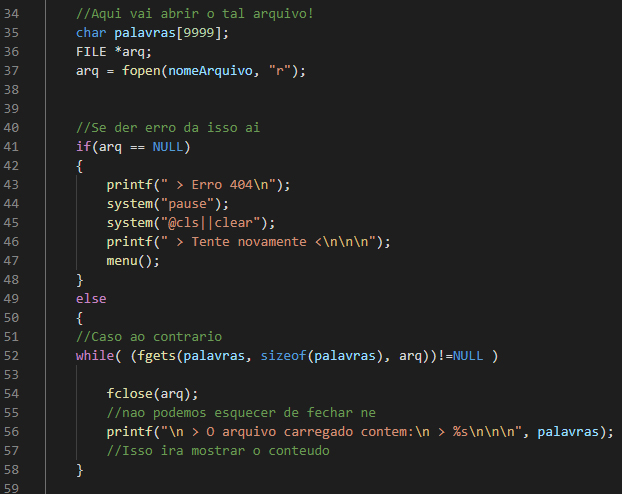 34 //Aqui vai abrir o tal arquivo!
35 char palavras[9999];
36 FILE *arq;
37 arq = fopen(nomeArquivo, "r");
38
39
40 //Se der erro da isso ai
41 if(arq == NULL)
42 {
43 printf(" > Erro 404\n");
44 system("pause");
45 system("@cls||clear");
46 printf(" > Tente novamente <\n\n\n");
47 menu();
48 }
49 else
50 {
51 //Caso ao contrario
52 while( (fgets(palavras, sizeof(palavras), arq))!=NULL )
53
54 fclose(arq);
55 //nao podemos esquecer de fechar ne
56 printf("\n > O arquivo carregado contem:\n > %s\n\n\n", palavras);
57 //Isso ira mostrar o conteudo
58 }
59